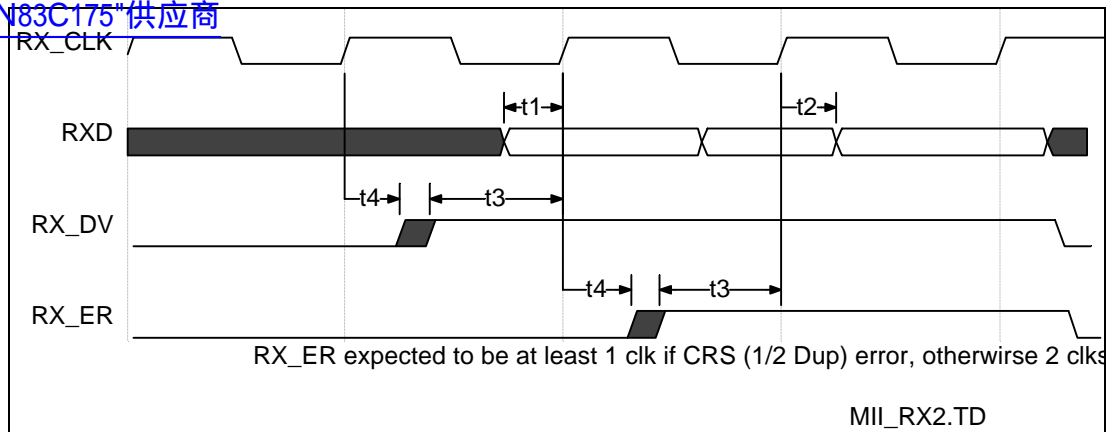 N83C175"供应商
RX_CLK
t1
t2
RXD
t4
t3
RX_DV
t4
t3
RX_ER
RX_ER expected to be at least 1 clk if CRS (1/2 Dup) error, otherwirse 2 clks
MII_RX2.TD